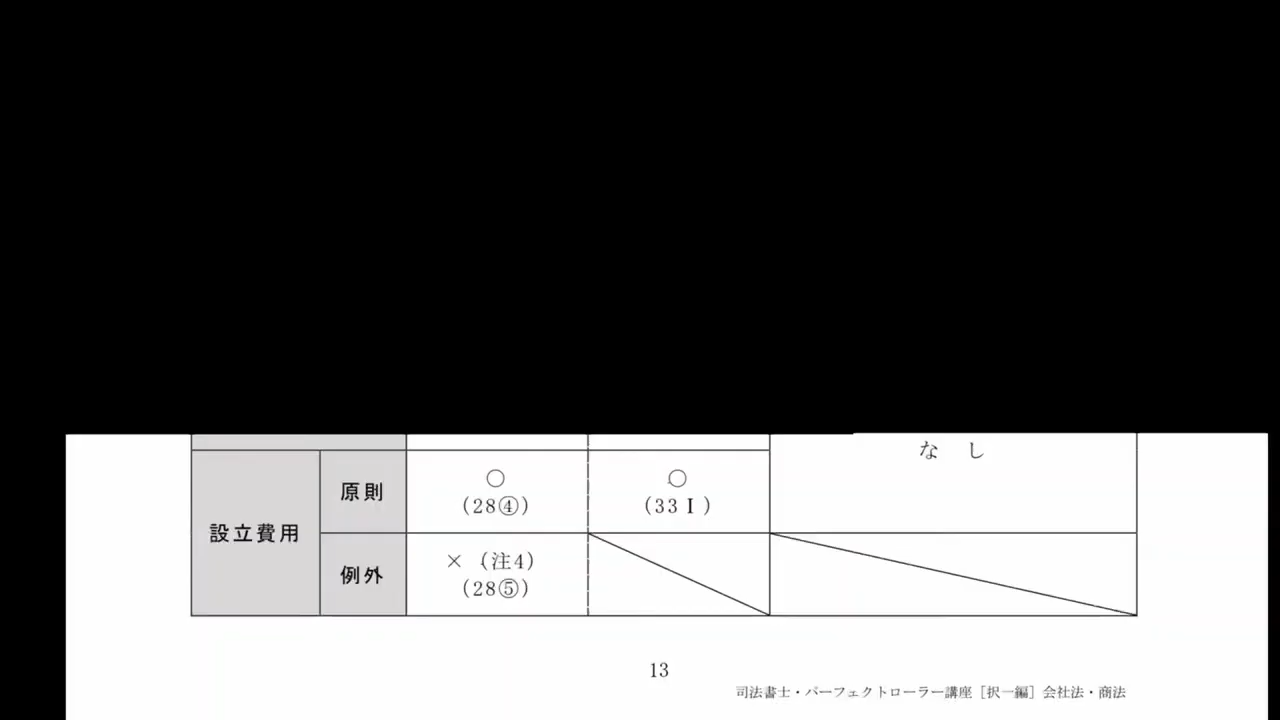 な し
設立費用
原則
○
(28④)
○
(33Ⅰ)
例外
× (注4)
(28⑤)
13
司法書士・パーフェクトローラー講座［択一編］会社法・商法